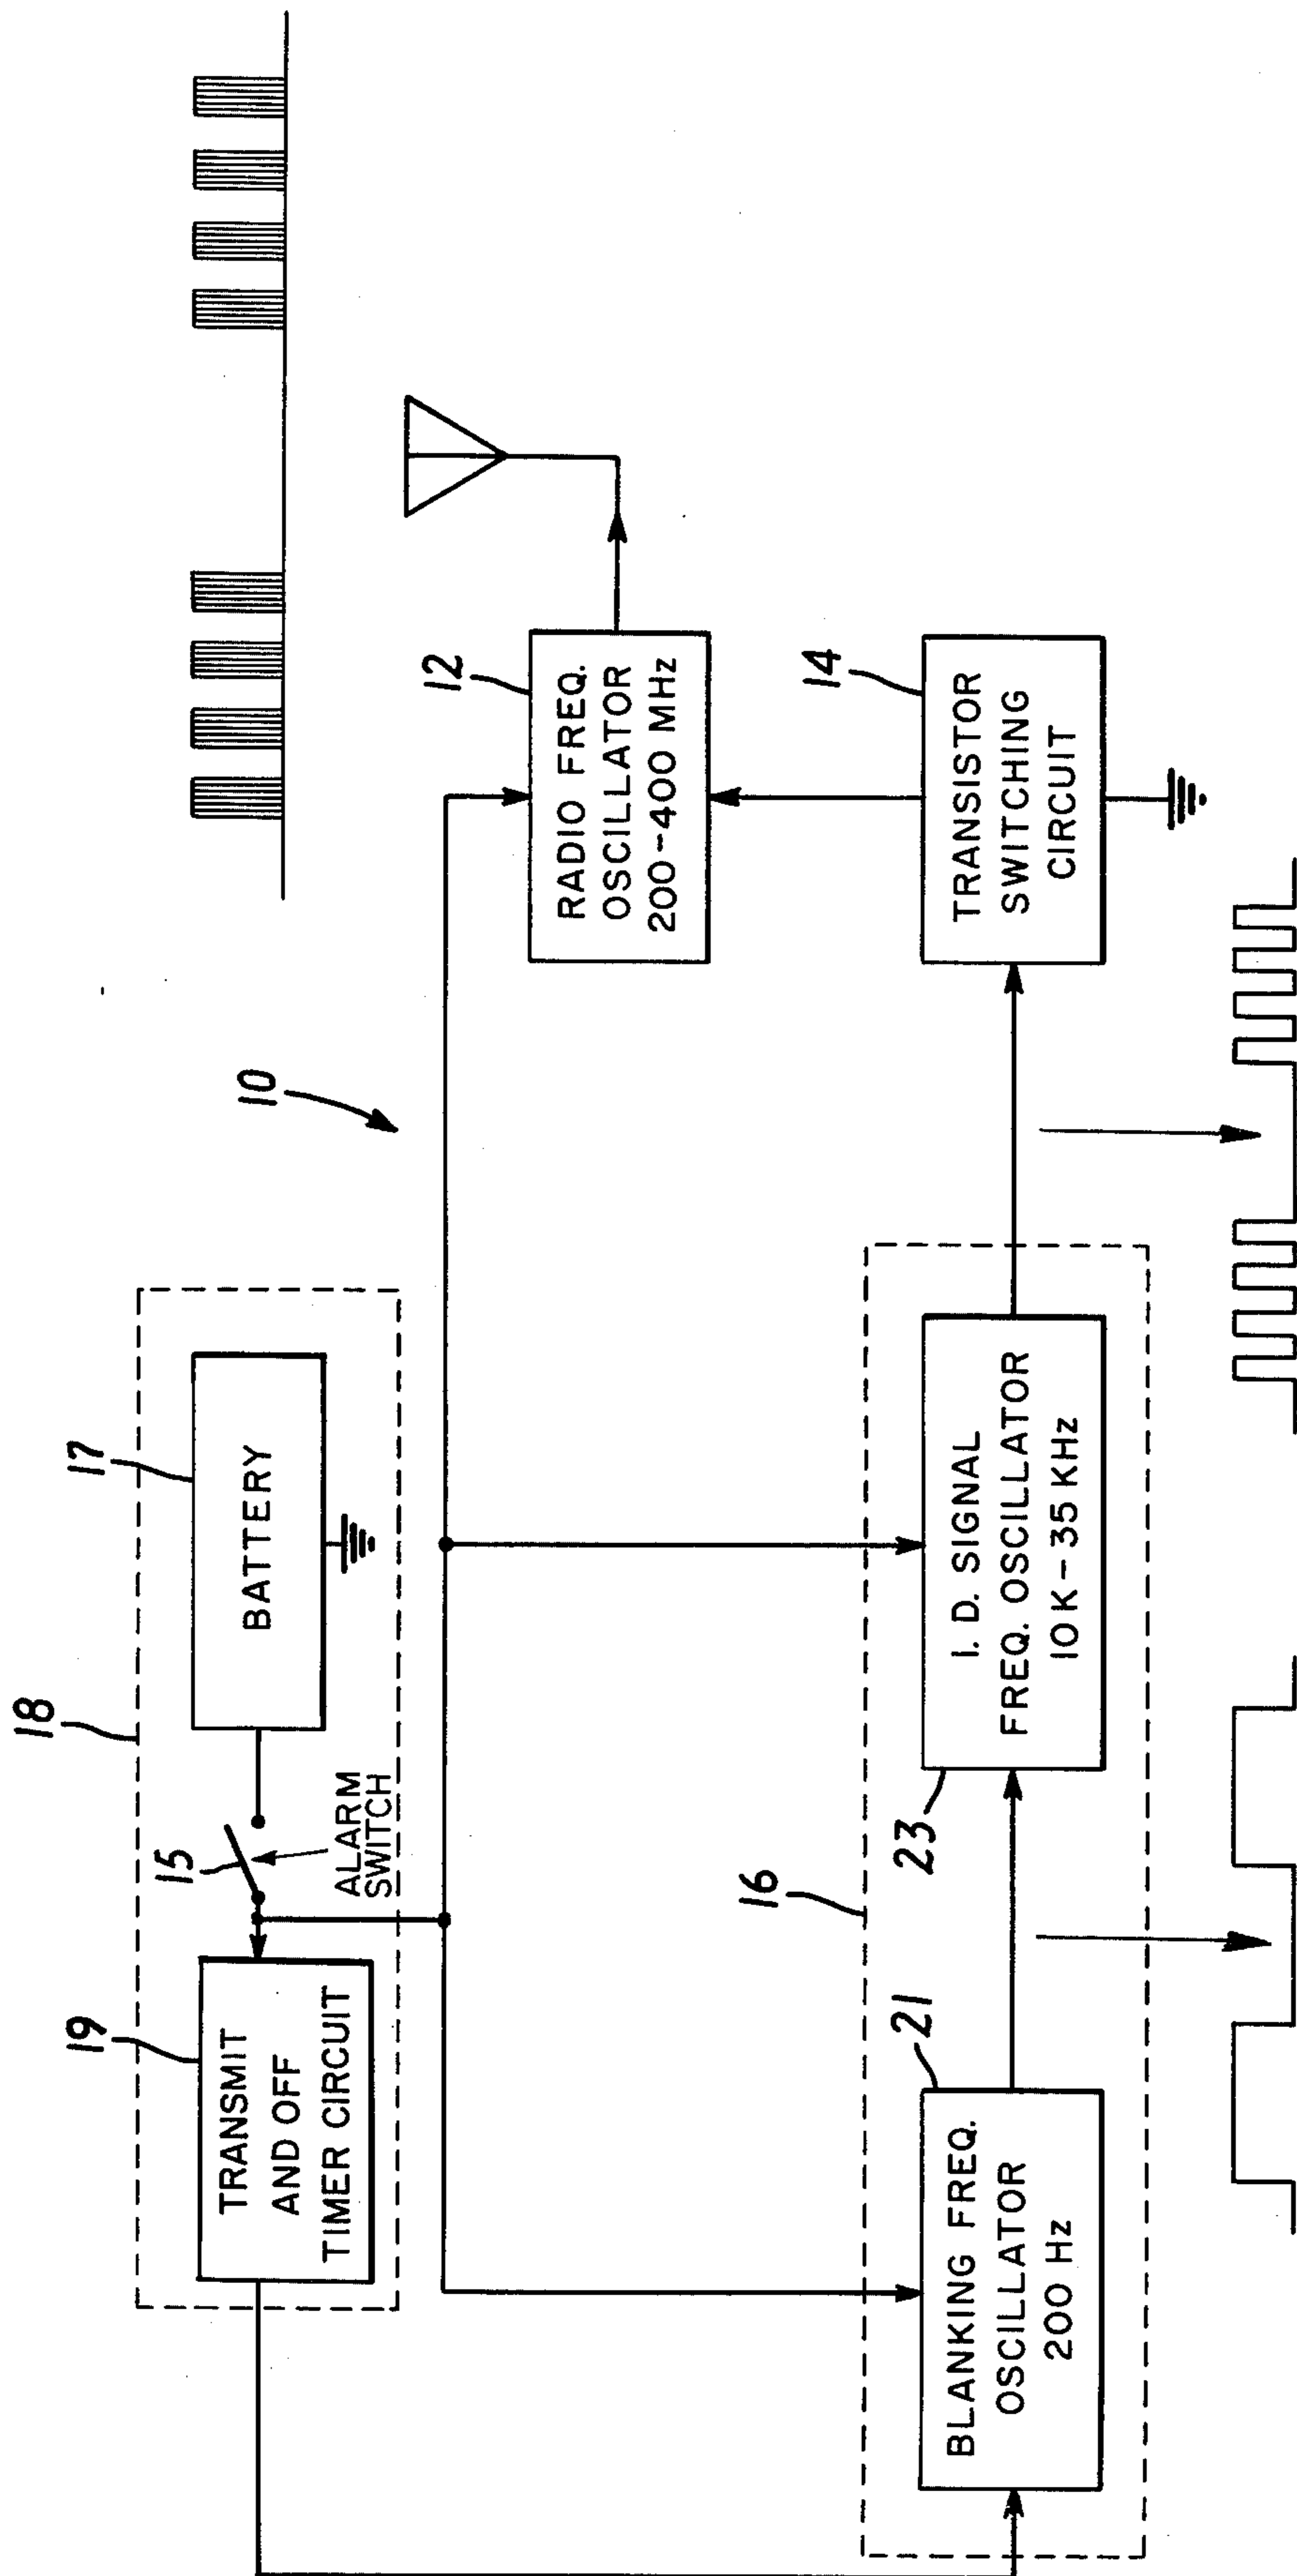 18
19
TRANSMIT
AND OFF
TIMER CIRCUIT
15
ALARM
SWITCH
17
BATTERY
10
12
RADIO FREQ.
OSCILLATOR
200-400 MHz
16
21
BLANKING FREQ.
OSCILLATOR
200 Hz
23
I. D. SIGNAL
FREQ. OSCILLATOR
10 K - 35 KHz
14
TRANSISTOR
SWITCHING
CIRCUIT